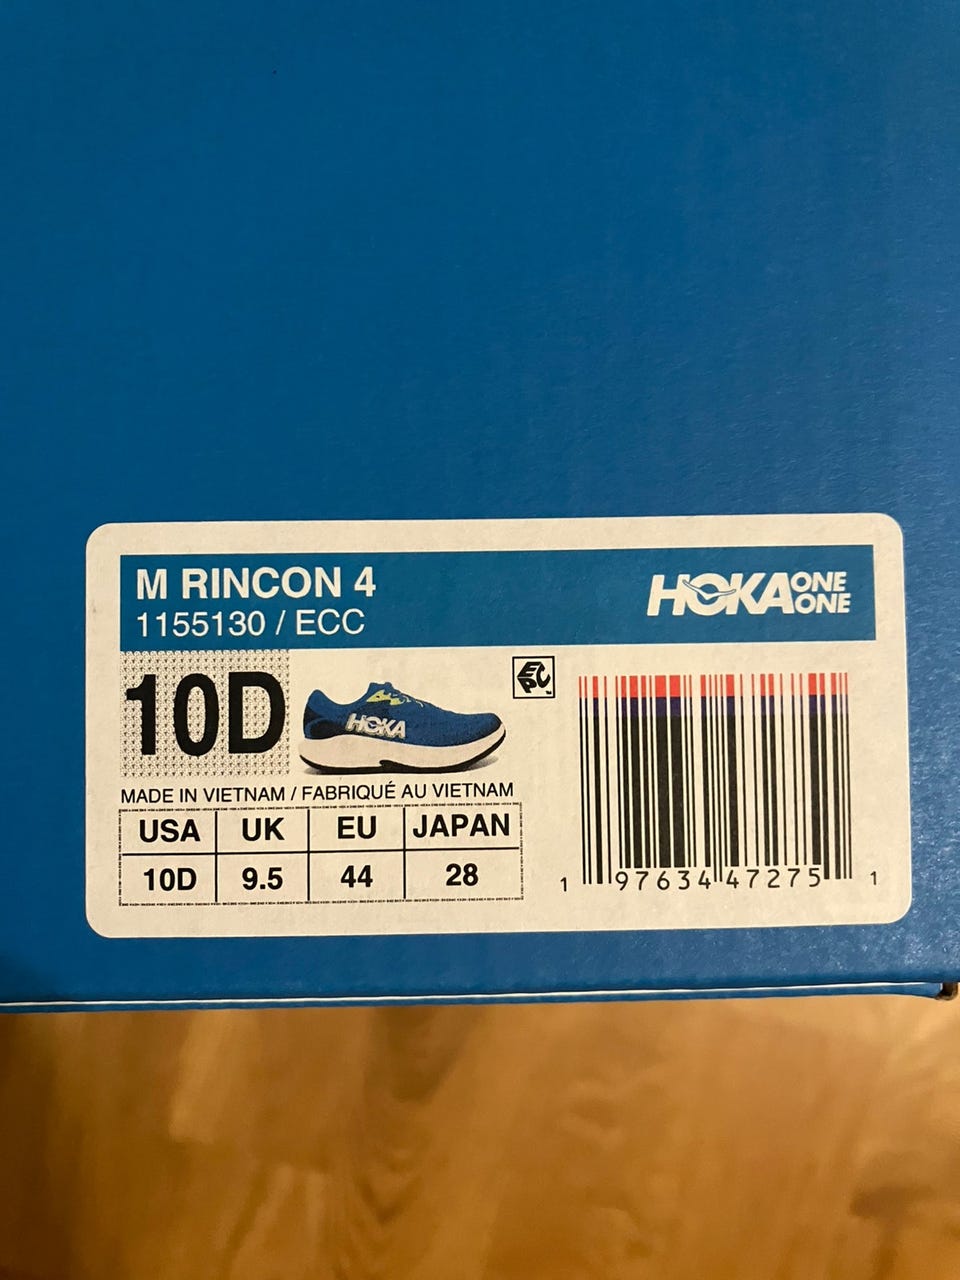 M RINCON 4
1155130 / ECC
HOKA ONE ONE
10D
HOKA
EPC
MADE IN VIETNAM / FABRIQUÉ AU VIETNAM
USA UK EU JAPAN
10D 9.5 44 28
1 97634 47275 1